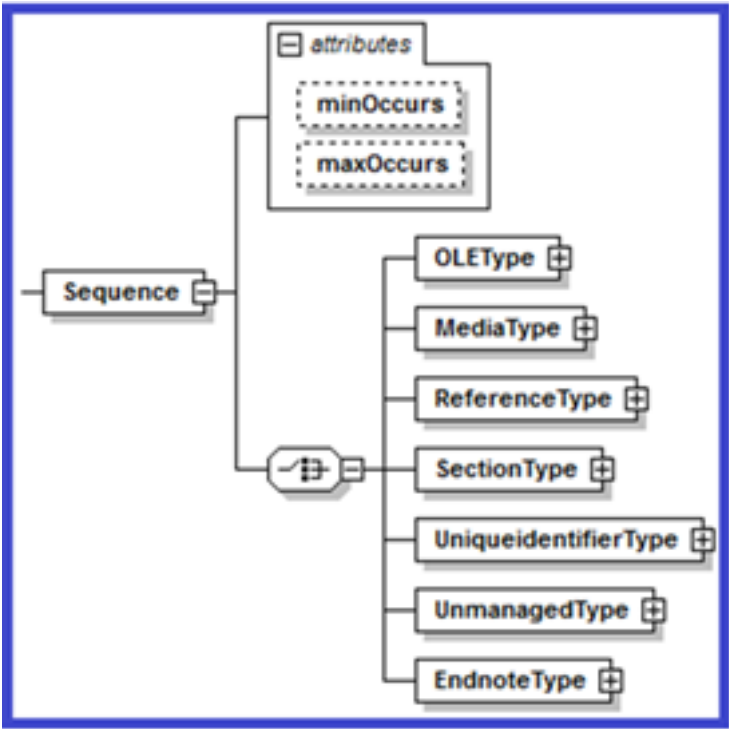 attributes
minOccurs
maxOccurs
Sequence
OLEType
MediaType
ReferenceType
SectionType
UniqueidentifierType
UnmanagedType
EndnoteType